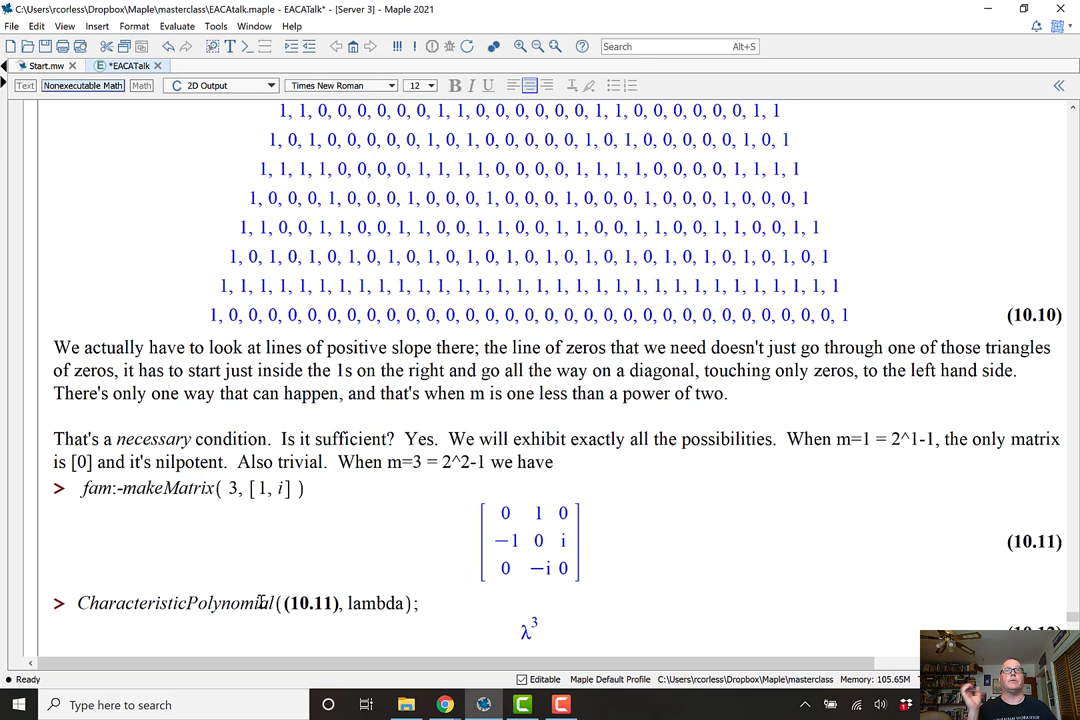 C:\Users\rcorless\Dropbox\Maple\masterclass\EACAtalk.maple - EACATalk* - [Server 3] - Maple 2021
File Edit View Insert Format Evaluate Tools Window Help
Search Alt+S
Start.mw *EACATalk
Text Nonexecutable Math Math C 2D Output Times New Roman 12 B I U
1, 1, 0, 0, 0, 0, 0, 0, 1, 1, 0, 0, 0, 0, 0, 0, 1, 1, 0, 0, 0, 0, 0, 0, 1, 1
1, 0, 1, 0, 0, 0, 0, 0, 1, 0, 1, 0, 0, 0, 0, 0, 1, 0, 1, 0, 0, 0, 0, 0, 1, 0, 1
1, 1, 1, 1, 0, 0, 0, 0, 1, 1, 1, 1, 0, 0, 0, 0, 1, 1, 1, 1, 0, 0, 0, 0, 1, 1, 1, 1
1, 0, 0, 0, 1, 0, 0, 0, 1, 0, 0, 0, 1, 0, 0, 0, 1, 0, 0, 0, 1, 0, 0, 0, 1, 0, 0, 0, 1
1, 1, 0, 0, 1, 1, 0, 0, 1, 1, 0, 0, 1, 1, 0, 0, 1, 1, 0, 0, 1, 1, 0, 0, 1, 1, 0, 0, 1, 1
1, 0, 1, 0, 1, 0, 1, 0, 1, 0, 1, 0, 1, 0, 1, 0, 1, 0, 1, 0, 1, 0, 1, 0, 1, 0, 1, 0, 1, 0, 1
1, 1, 1, 1, 1, 1, 1, 1, 1, 1, 1, 1, 1, 1, 1, 1, 1, 1, 1, 1, 1, 1, 1, 1, 1, 1, 1, 1, 1, 1, 1, 1
1, 0, 0, 0, 0, 0, 0, 0, 0, 0, 0, 0, 0, 0, 0, 0, 0, 0, 0, 0, 0, 0, 0, 0, 0, 0, 0, 0, 0, 0, 0, 0, 1 (10.10)
We actually have to look at lines of positive slope there; the line of zeros that we need doesn't just go through one of those triangles
of zeros, it has to start just inside the 1s on the right and go all the way on a diagonal, touching only zeros, to the left hand side.
There's only one way that can happen, and that's when m is one less than a power of two.
That's a necessary condition. Is it sufficient? Yes. We will exhibit exactly all the possibilities. When m=1 = 2^1-1, the only matrix
is [0] and it's nilpotent. Also trivial. When m=3 = 2^2-1 we have
> fam:-makeMatrix( 3, [1, i] )
0 1 0
−1 0 i (10.11)
0 −i 0
> CharacteristicPolynomial((10.11), lambda);
λ³
Ready Editable Maple Default Profile C:\Users\rcorless\Dropbox\Maple\masterclass Memory: 105.65M
Type here to search